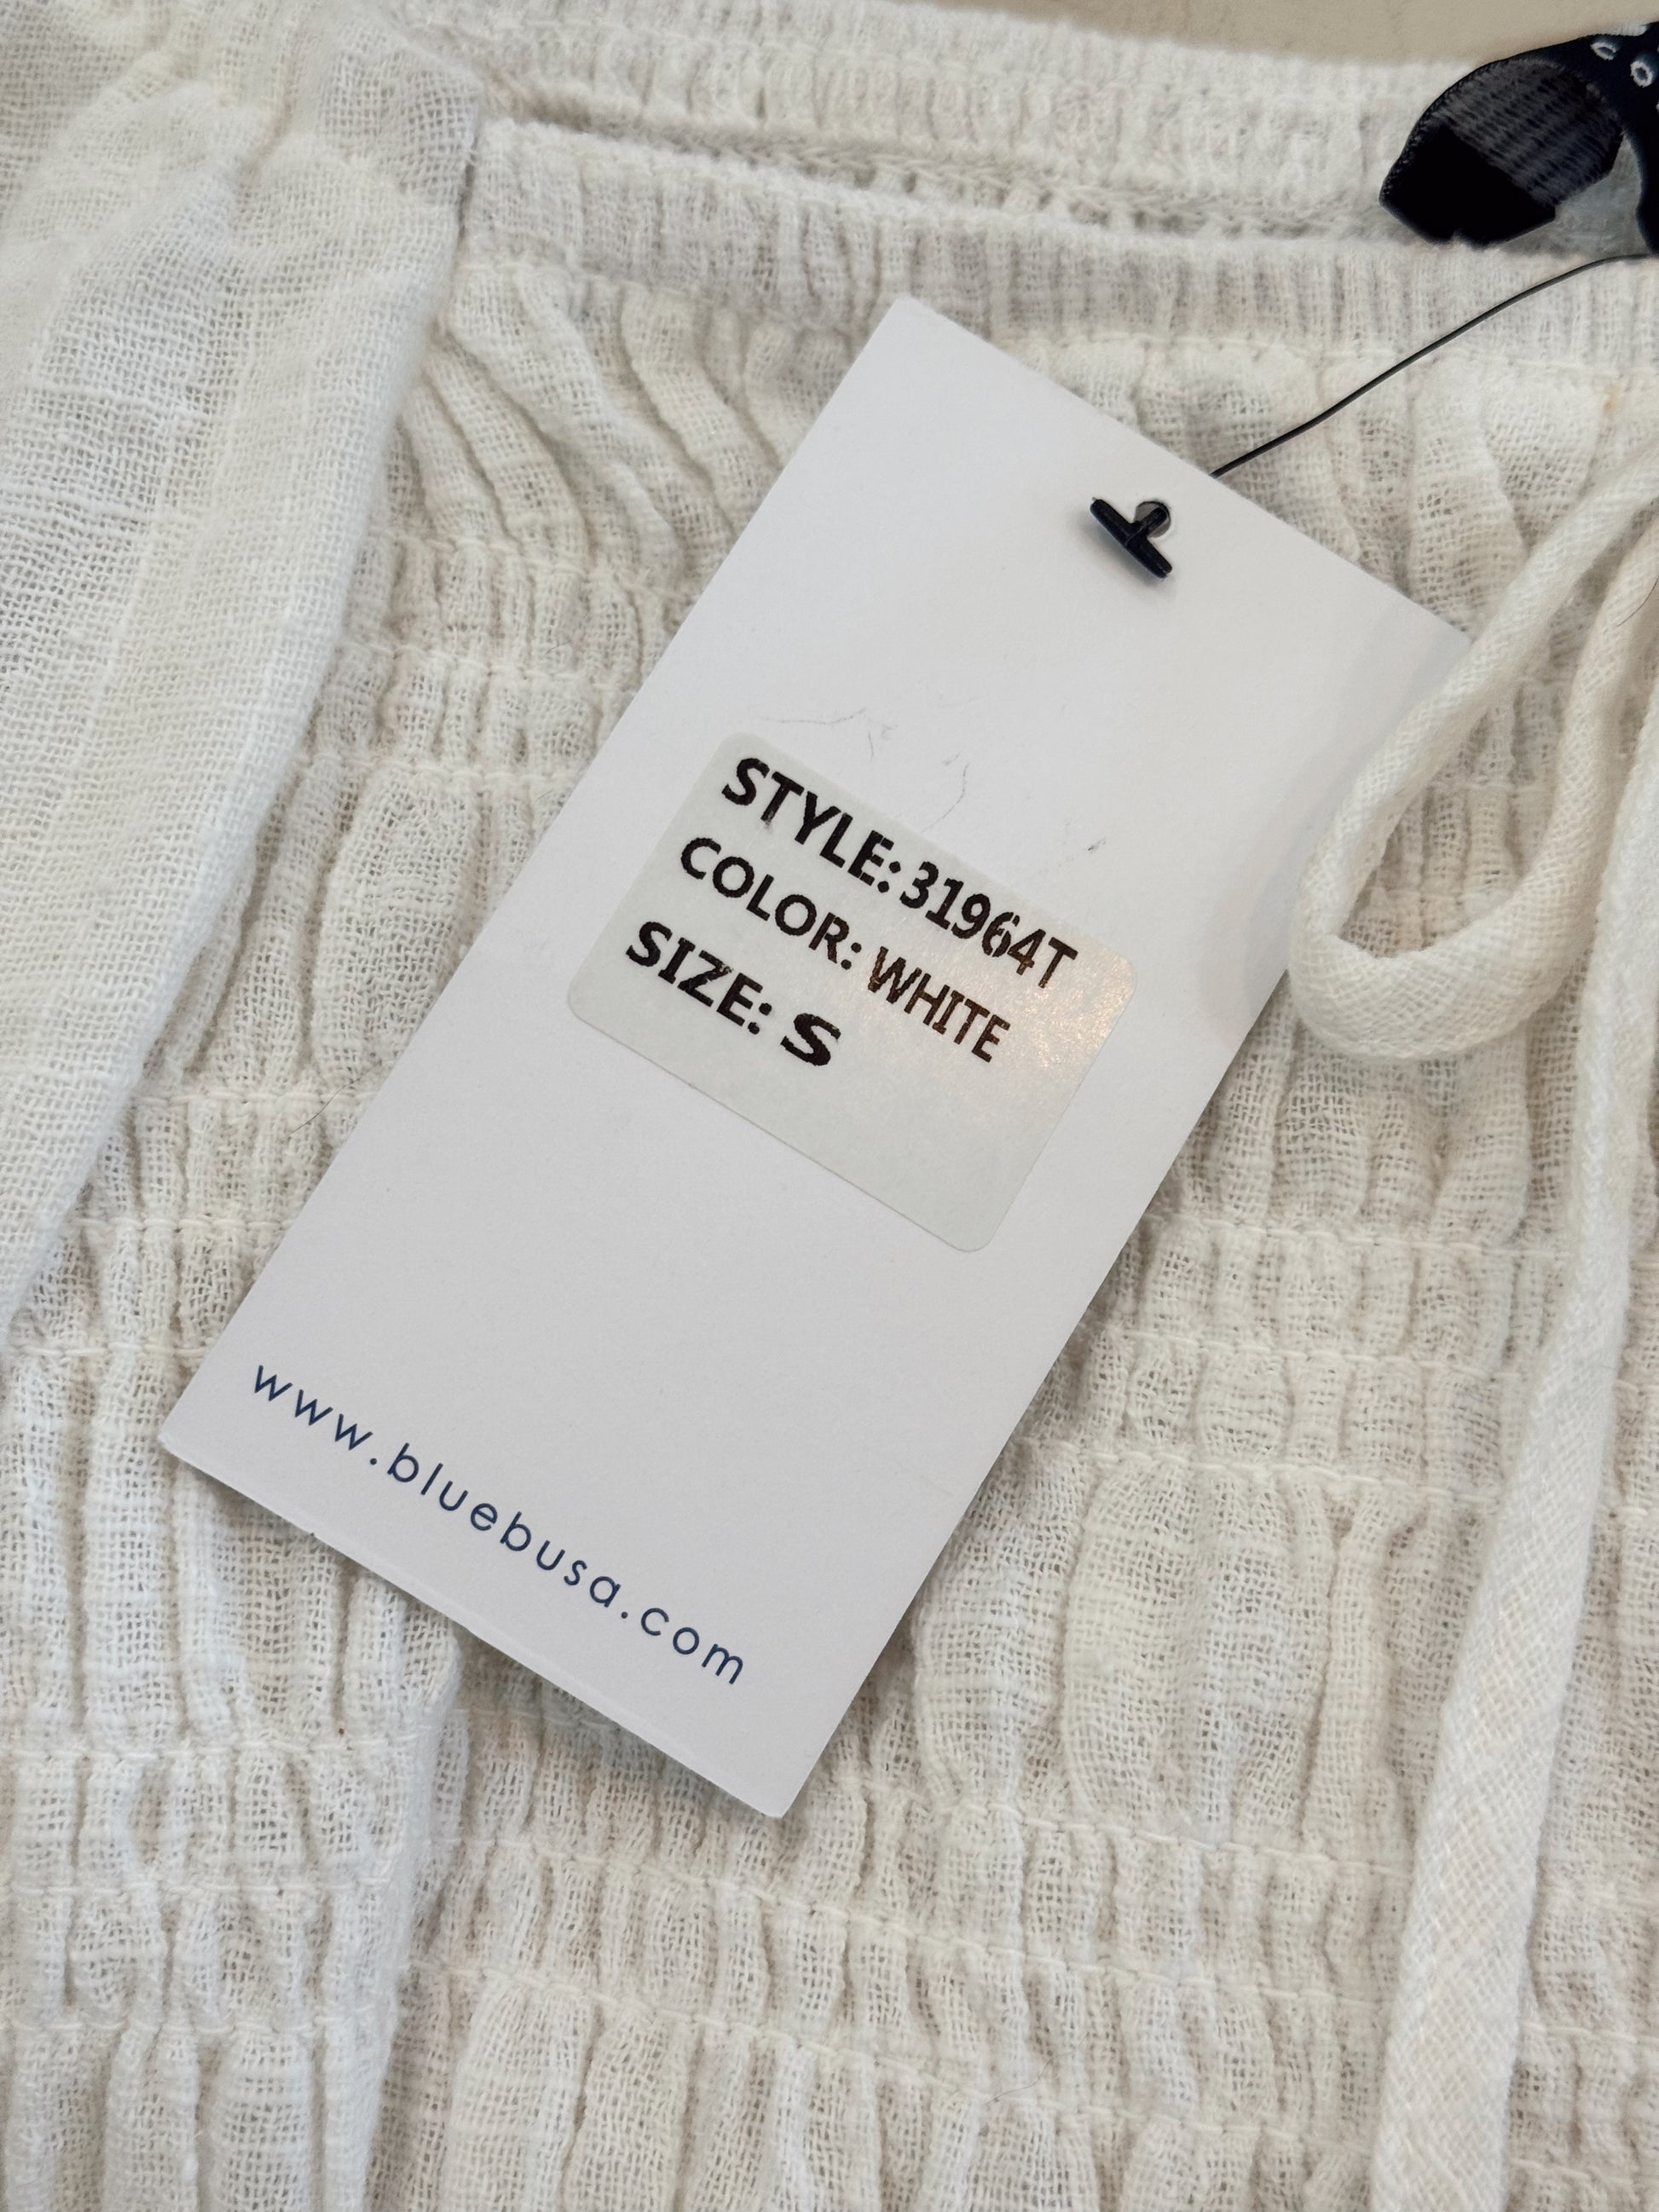 STYLE: 31964T
COLOR: WHITE
SIZE: S
www.bluebusa.com